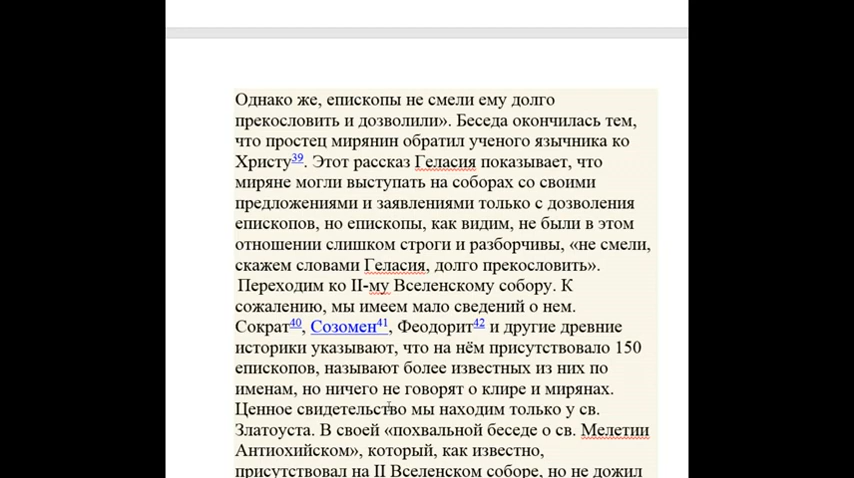 Однако же, епископы не смели ему долго
прекословить и дозволили». Беседа окончилась тем,
что простец мирянин обратил ученого язычника ко
Христу39. Этот рассказ Геласия показывает, что
миряне могли выступать на соборах со своими
предложениями и заявлениями только с дозволения
епископов, но епископы, как видим, не были в этом
отношении слишком строги и разборчивы, «не смели,
скажем словами Геласия, долго прекословить».
Переходим ко II-му Вселенскому собору. К
сожалению, мы имеем мало сведений о нем.
Сократ40, Созомен41, Феодорит42 и другие древние
историки указывают, что на нём присутствовало 150
епископов, называют более известных из них по
именам, но ничего не говорят о клире и мирянах.
Ценное свидетельство мы находим только у св.
Златоуста. В своей «похвальной беседе о св. Мелетии
Антиохийском», который, как известно,
присутствовал на II Вселенском соборе, но не дожил